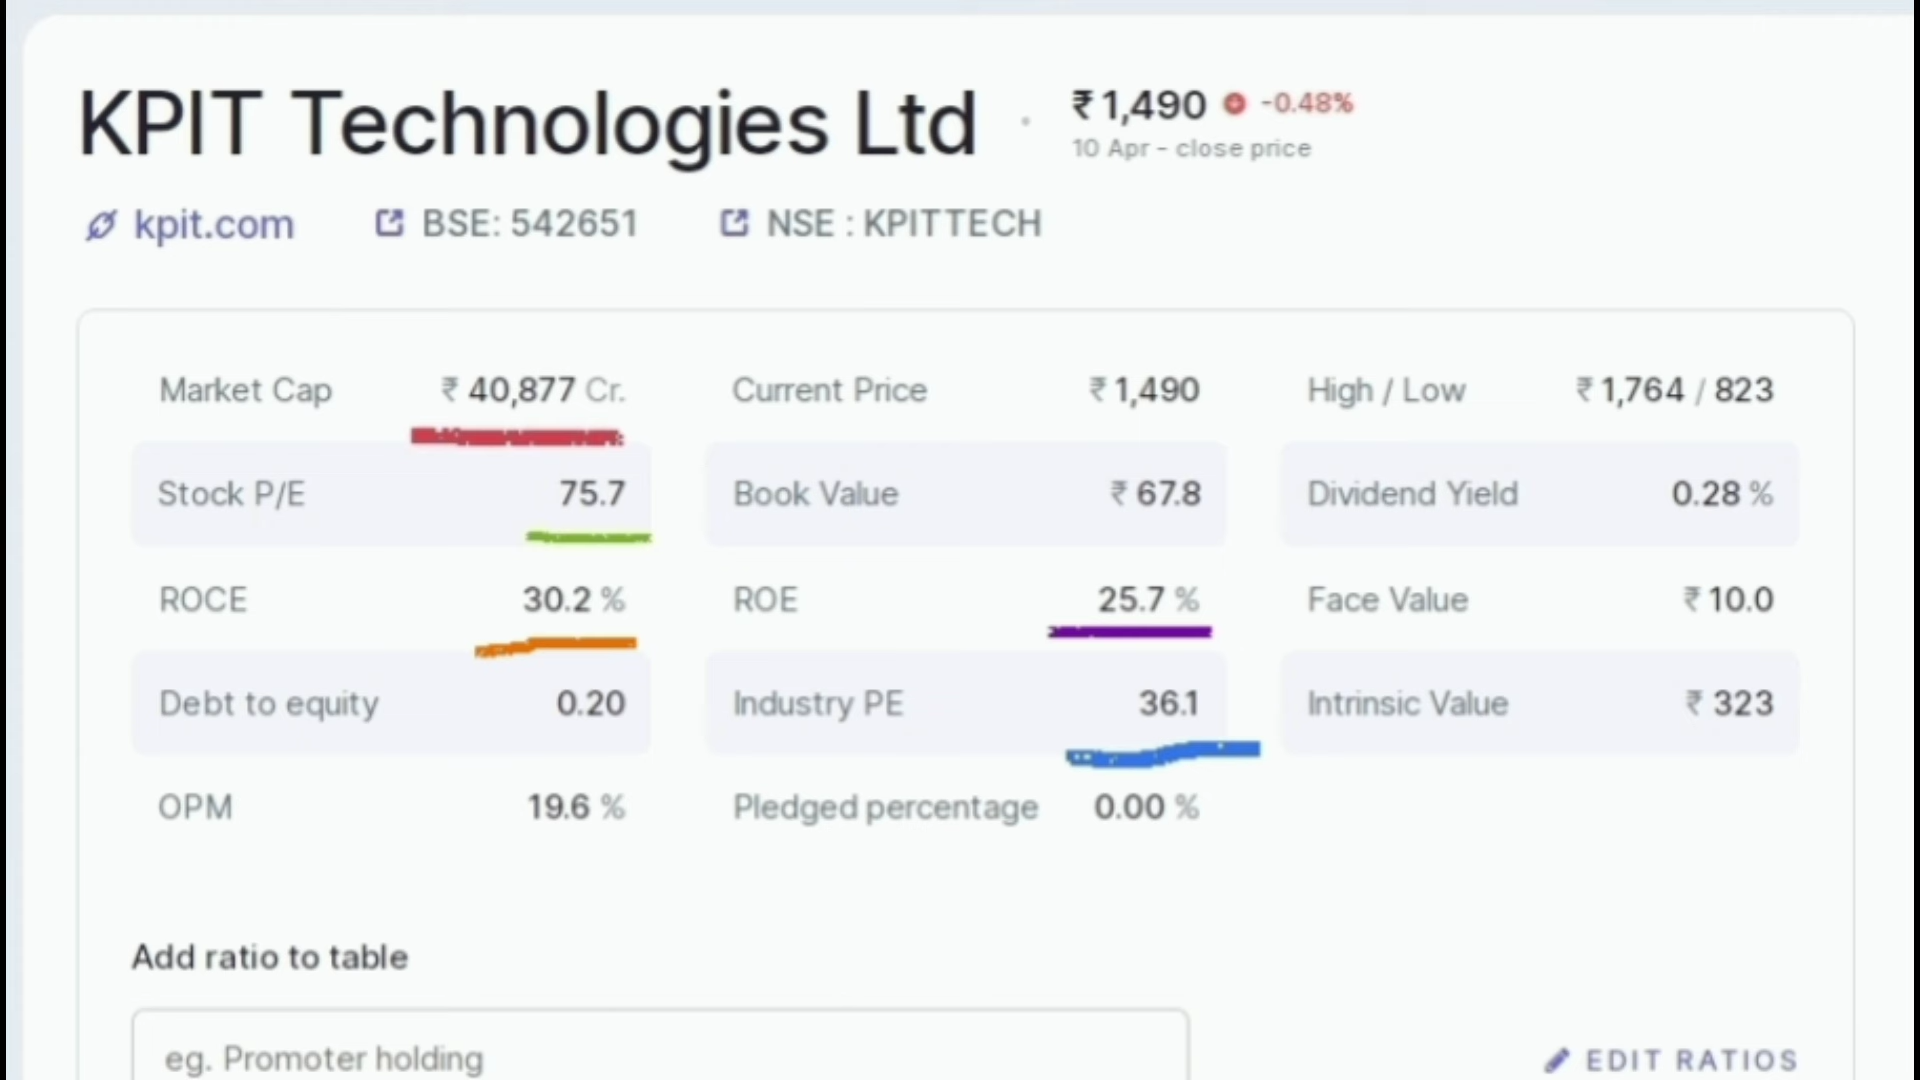 KPIT Technologies Ltd · ₹ 1,490 -0.48%
10 Apr - close price
kpit.com BSE: 542651 NSE : KPITTECH
Market Cap ₹ 40,877 Cr. Current Price ₹ 1,490 High / Low ₹ 1,764 / 823
Stock P/E 75.7 Book Value ₹ 67.8 Dividend Yield 0.28 %
ROCE 30.2 % ROE 25.7 % Face Value ₹ 10.0
Debt to equity 0.20 Industry PE 36.1 Intrinsic Value ₹ 323
OPM 19.6 % Pledged percentage 0.00 %
Add ratio to table
eg. Promoter holding EDIT RATIOS